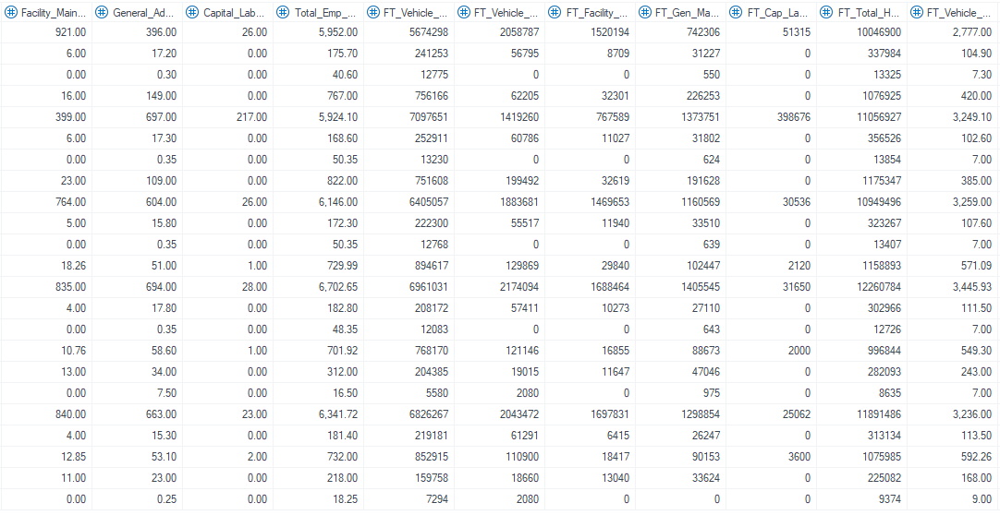 Facility_Main... General_Ad... Capital_Lab... Total_Emp_... FT_Vehicle_... FT_Vehicle_... FT_Facility_... FT_Gen_Ma... FT_Cap_La... FT_Total_H... FT_Vehicle_...
921.00 396.00 26.00 5,952.00 5674298 2058787 1520194 742306 51315 10046900 2,777.00
6.00 17.20 0.00 175.70 241253 56795 8709 31227 0 337984 104.90
0.00 0.30 0.00 40.60 12775 0 0 550 0 13325 7.30
16.00 149.00 0.00 767.00 756166 62205 32301 226253 0 1076925 420.00
399.00 697.00 217.00 5,924.10 7097651 1419260 767589 1373751 398676 11056927 3,249.10
6.00 17.30 0.00 168.60 252911 60786 11027 31802 0 356526 102.60
0.00 0.35 0.00 50.35 13230 0 0 624 0 13854 7.00
23.00 109.00 0.00 822.00 751608 199492 32619 191628 0 1175347 385.00
764.00 604.00 26.00 6,146.00 6405057 1883681 1469653 1160569 30536 10949496 3,259.00
5.00 15.80 0.00 172.30 222300 55517 11940 33510 0 323267 107.60
0.00 0.35 0.00 50.35 12768 0 0 639 0 13407 7.00
18.26 51.00 1.00 729.99 894617 129869 29840 102447 2120 1158893 571.09
835.00 694.00 28.00 6,702.65 6961031 2174094 1688464 1405545 31650 12260784 3,445.93
4.00 17.80 0.00 182.80 208172 57411 10273 27110 0 302966 111.50
0.00 0.35 0.00 48.35 12083 0 0 643 0 12726 7.00
10.76 58.60 1.00 701.92 768170 121146 16855 88673 2000 996844 549.30
13.00 34.00 0.00 312.00 204385 19015 11647 47046 0 282093 243.00
0.00 7.50 0.00 16.50 5580 2080 0 975 0 8635 7.00
840.00 663.00 23.00 6,341.72 6826267 2043472 1697831 1298854 25062 11891486 3,236.00
4.00 15.30 0.00 181.40 219181 61291 6415 26247 0 313134 113.50
12.85 53.10 2.00 732.00 852915 110900 18417 90153 3600 1075985 592.26
11.00 23.00 0.00 218.00 159758 18660 13040 33624 0 225082 168.00
0.00 0.25 0.00 18.25 7294 2080 0 0 0 9374 9.00